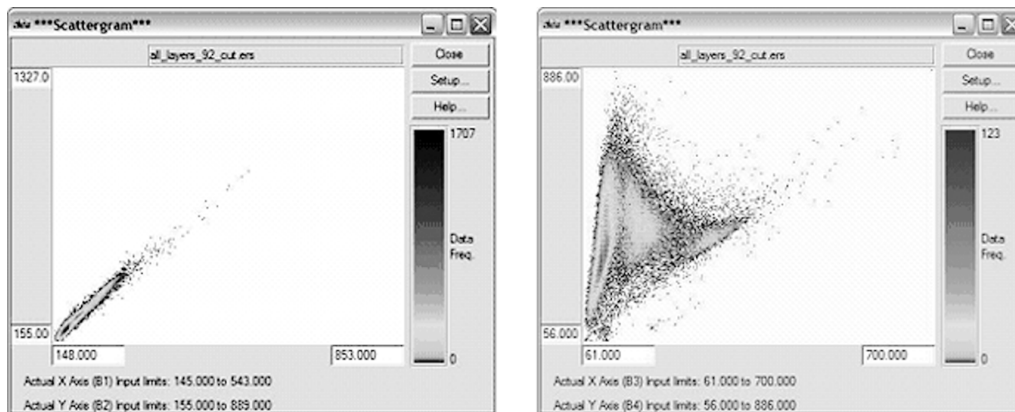 ***Scattergram***
all_layers_92_cut.ers
Close
1327.0
Setup...
Help...
1707
Data
Freq.
155.00
0
148.000
853.000
Actual X Axis (B1) Input limits: 145.000 to 543.000
Actual Y Axis (B2) Input limits: 155.000 to 889.000
***Scattergram***
all_layers_92_cut.ers
Close
886.00
Setup...
Help...
123
Data
Freq.
56.000
0
61.000
700.000
Actual X Axis (B3) Input limits: 61.000 to 700.000
Actual Y Axis (B4) Input limits: 56.000 to 886.000